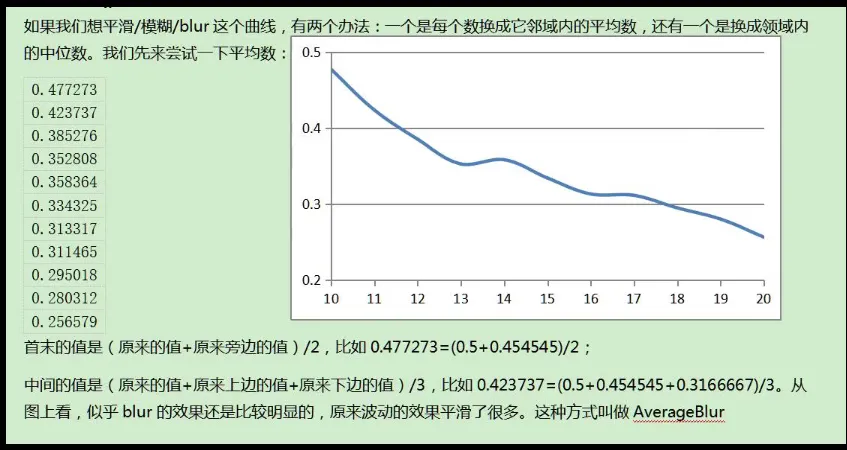 如果我们想平滑/模糊/blur 这个曲线，有两个办法：一个是每个数换成它邻域内的平均数，还有一个是换成领域内
的中位数。我们先来尝试一下平均数：
0.477273
0.423737
0.385276
0.352808
0.358364
0.334325
0.313317
0.311465
0.295018
0.280312
0.256579
0.5
0.4
0.3
0.2
10 11 12 13 14 15 16 17 18 19 20
首末的值是（原来的值+原来旁边的值）/2，比如 0.477273=(0.5+0.454545)/2；
中间的值是（原来的值+原来上边的值+原来下边的值）/3，比如 0.423737=(0.5+0.454545+0.3166667)/3。从
图上看，似乎 blur 的效果还是比较明显的，原来波动的效果平滑了很多。这种方式叫做 AverageBlur